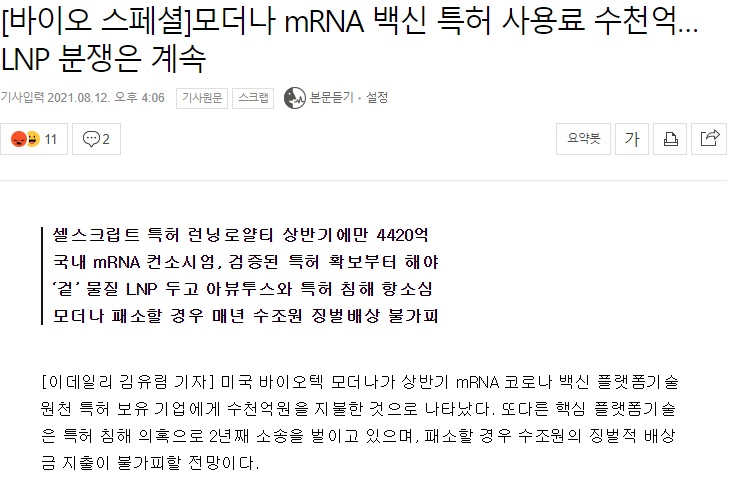 [바이오 스페셜]모더나 mRNA 백신 특허 사용료 수천억…
LNP 분쟁은 계속
기사입력 2021.08.12. 오후 4:06 기사원문 스크랩 본문듣기 · 설정
11 2 요약봇 가
셀스크립트 특허 런닝로얄티 상반기에만 4420억
국내 mRNA 컨소시엄, 검증된 특허 확보부터 해야
‘겉’ 물질 LNP 두고 아뷰투스와 특허 침해 항소심
모더나 패소할 경우 매년 수조원 징벌배상 불가피
[이데일리 김유림 기자] 미국 바이오텍 모더나가 상반기 mRNA 코로나 백신 플랫폼기술
원천 특허 보유 기업에게 수천억원을 지불한 것으로 나타났다. 또다른 핵심 플랫폼기술
은 특허 침해 의혹으로 2년째 소송을 벌이고 있으며, 패소할 경우 수조원의 징벌적 배상
금 지출이 불가피할 전망이다.